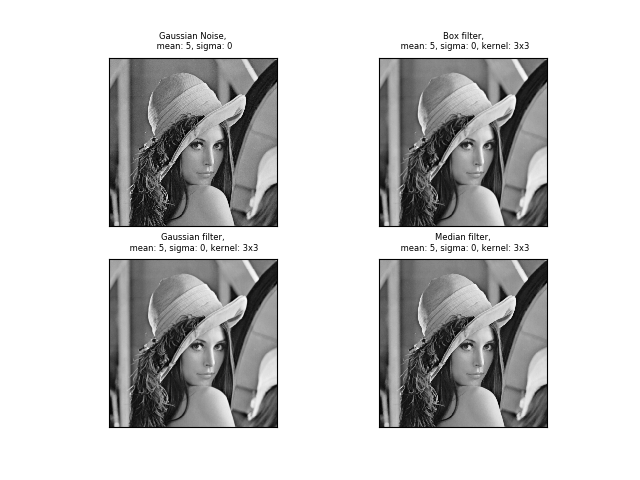 Gaussian Noise,
mean: 5, sigma: 0
Box filter,
mean: 5, sigma: 0, kernel: 3x3
Gaussian filter,
mean: 5, sigma: 0, kernel: 3x3
Median filter,
mean: 5, sigma: 0, kernel: 3x3